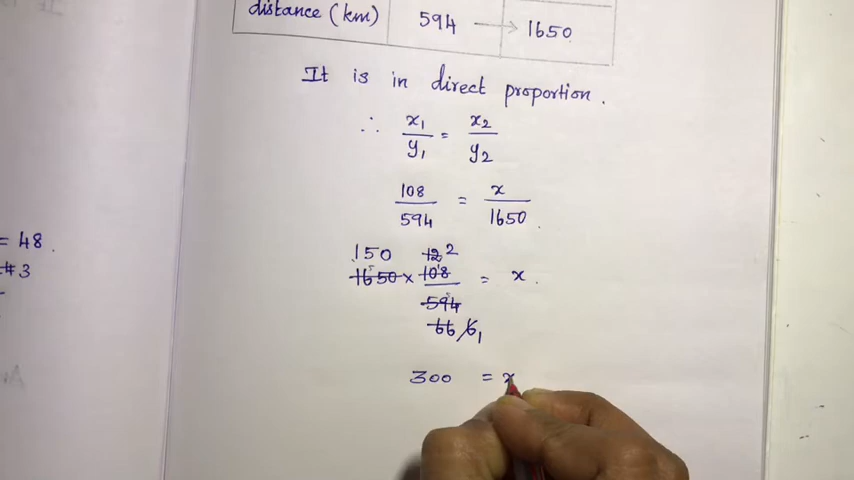 distance (km) 594 → 1650
It is in direct proportion.
∴ x₁/y₁ = x₂/y₂
108/594 = x/1650.
150 12 2
1650 × 108 = x.
594
66 6 1
300 = x
= 48.
#3